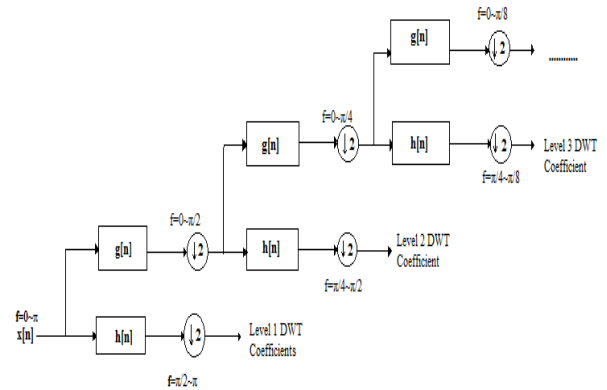 f=0~π/8
g[n]
↓2
............
f=0~π/4
g[n]
↓2
h[n]
↓2
Level 3 DWT
Coefficient
f=π/4~π/8
f=0~π/2
g[n]
↓2
h[n]
↓2
Level 2 DWT
Coefficient
f=π/4~π/2
f=0~π
x[n]
h[n]
↓2
Level 1 DWT
Coefficients
f=π/2~π